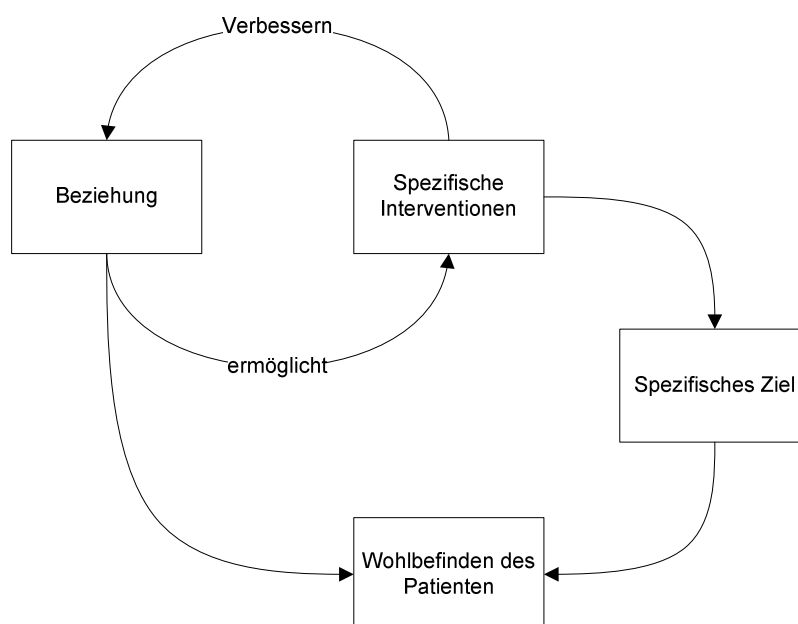 Verbessern
Beziehung
Spezifische
Interventionen
ermöglicht
Spezifisches Ziel
Wohlbefinden des
Patienten